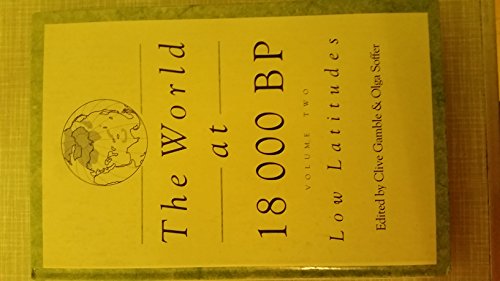 The World
at
18 000 BP
VOLUME TWO
Low Latitudes
Edited by Clive Gamble & Olga Soffer